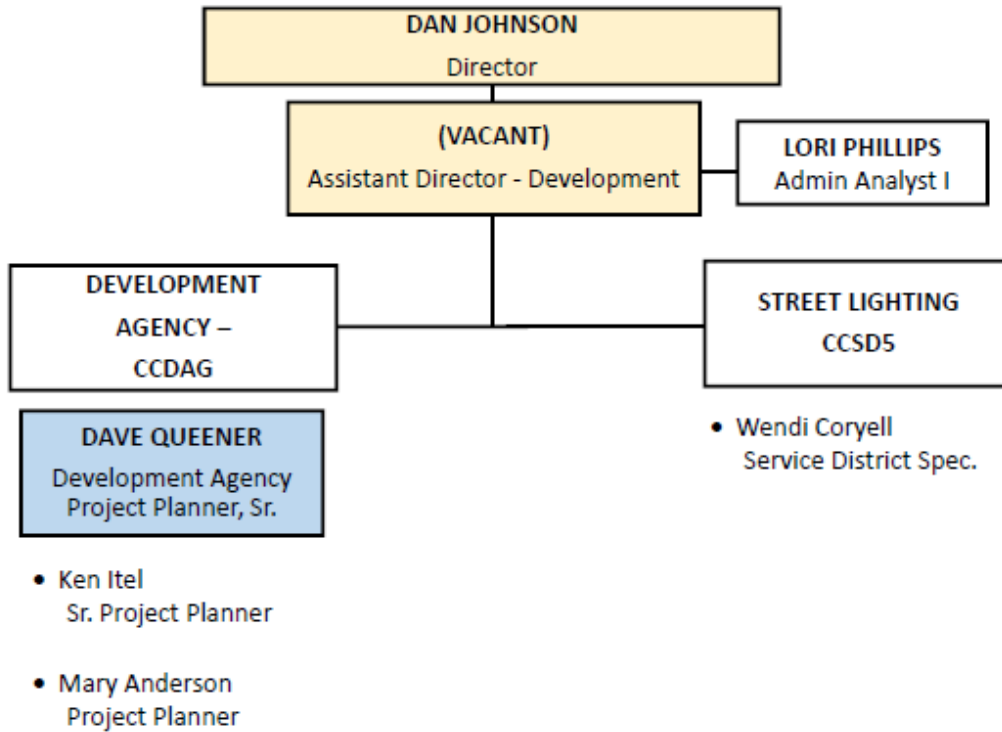 DAN JOHNSON
Director
(VACANT)
Assistant Director - Development
LORI PHILLIPS
Admin Analyst I
DEVELOPMENT
AGENCY –
CCDAG
DAVE QUEENER
Development Agency
Project Planner, Sr.
• Ken Itel
Sr. Project Planner
• Mary Anderson
Project Planner
STREET LIGHTING
CCSD5
• Wendi Coryell
Service District Spec.